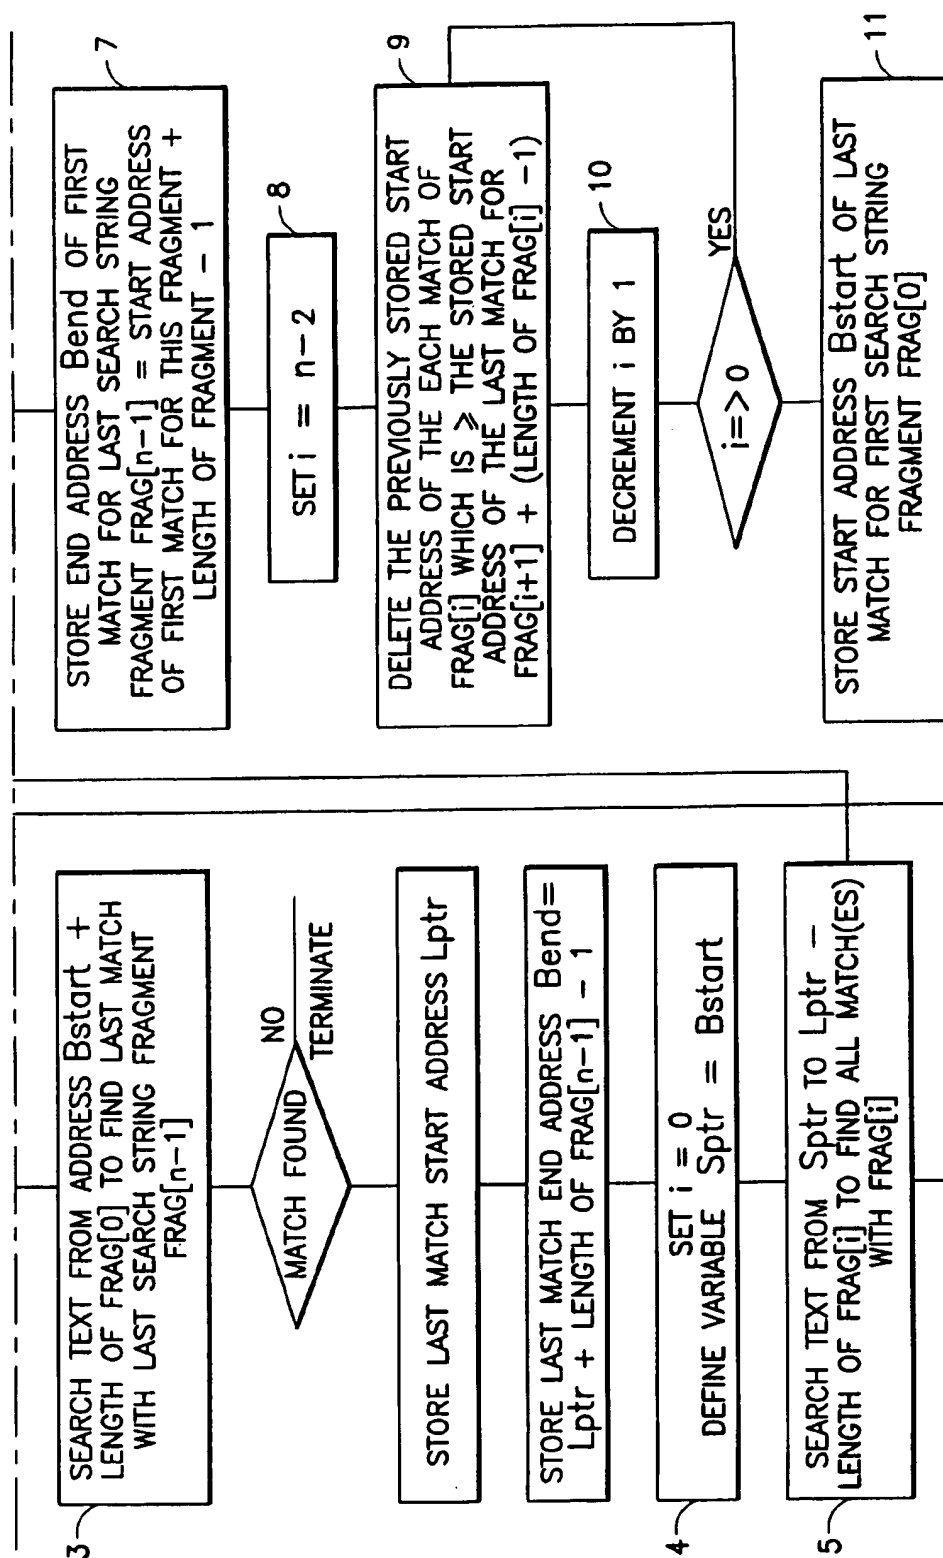 3
SEARCH TEXT FROM ADDRESS Bstart +
LENGTH OF FRAG[0] TO FIND LAST MATCH
WITH LAST SEARCH STRING FRAGMENT
FRAG[n-1]
MATCH FOUND
NO
TERMINATE
STORE LAST MATCH START ADDRESS Lptr
STORE LAST MATCH END ADDRESS Bend=
Lptr + LENGTH OF FRAG[n-1] - 1
4
SET i = 0
DEFINE VARIABLE Sptr = Bstart
5
SEARCH TEXT FROM Sptr TO Lptr -
LENGTH OF FRAG[i] TO FIND ALL MATCH(ES)
WITH FRAG[i]
7
STORE END ADDRESS Bend OF FIRST
MATCH FOR LAST SEARCH STRING
FRAGMENT FRAG[n-1] = START ADDRESS
OF FIRST MATCH FOR THIS FRAGMENT +
LENGTH OF FRAGMENT - 1
8
SET i = n-2
9
DELETE THE PREVIOUSLY STORED START
ADDRESS OF THE EACH MATCH OF
FRAG[i] WHICH IS ⩾ THE STORED START
ADDRESS OF THE LAST MATCH FOR
FRAG[i+1] + (LENGTH OF FRAG[i] -1)
10
DECREMENT i BY 1
i=>0
YES
11
STORE START ADDRESS Bstart OF LAST
MATCH FOR FIRST SEARCH STRING
FRAGMENT FRAG[0]